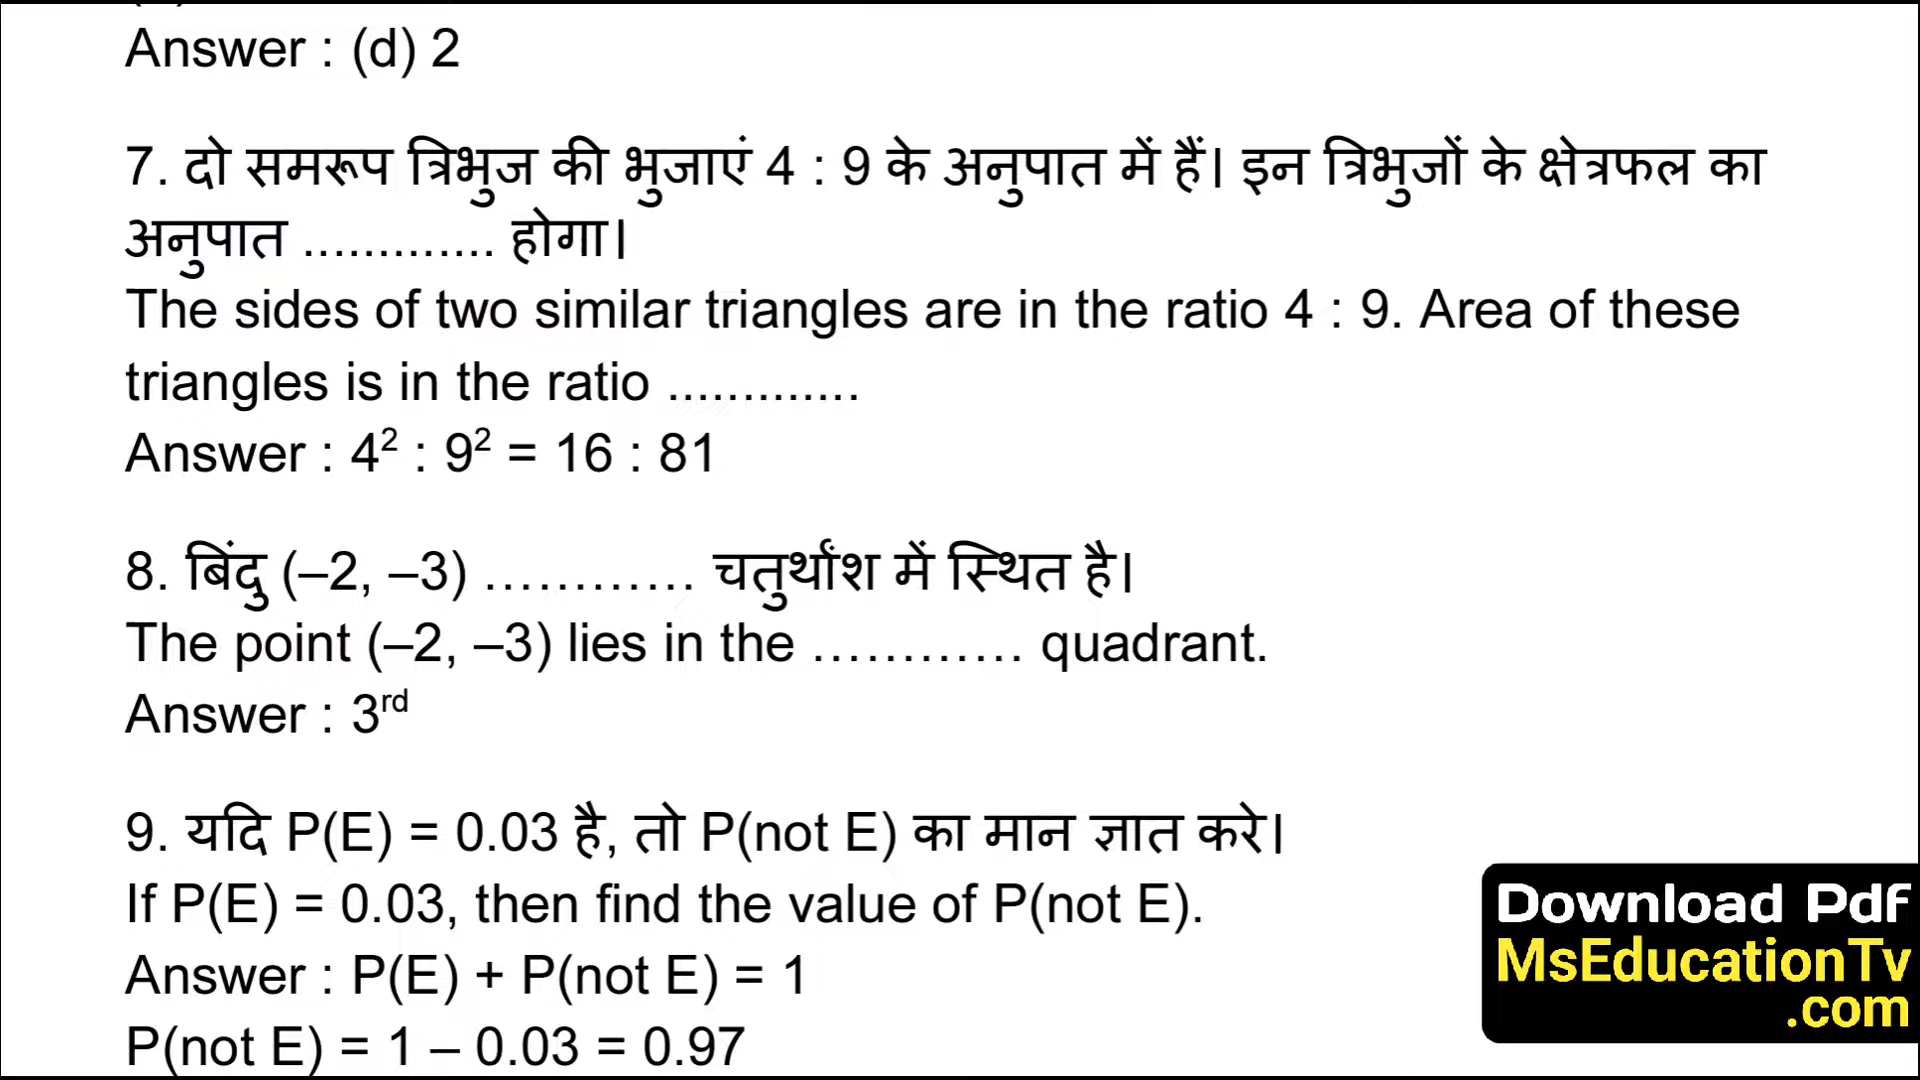 Answer : (d) 2
7. दो समरूप त्रिभुज की भुजाएं 4 : 9 के अनुपात में हैं। इन त्रिभुजों के क्षेत्रफल का
अनुपात ............. होगा।
The sides of two similar triangles are in the ratio 4 : 9. Area of these
triangles is in the ratio .............
Answer : 4² : 9² = 16 : 81
8. बिंदु (–2, –3) ………… चतुर्थांश में स्थित है।
The point (–2, –3) lies in the ………… quadrant.
Answer : 3ʳᵈ
9. यदि P(E) = 0.03 है, तो P(not E) का मान ज्ञात करे।
If P(E) = 0.03, then find the value of P(not E).
Answer : P(E) + P(not E) = 1
P(not E) = 1 – 0.03 = 0.97
Download Pdf
MsEducationTv
.com